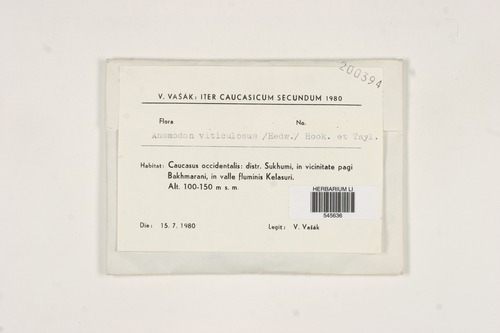 200394
V. VAŠÁK: ITER CAUCASICUM SECUNDUM 1980
Flora No.
Anomodon viticulosus /Hedw./ Hook. et Tayl.
Habitat: Caucasus occidentalis: distr. Sukhumi, in vicinitate pagi
Bakhmarani, in valle fluminis Kelasuri.
Alt. 100-150 m s. m.
HERBARIUM LI
545636
Die: 15. 7. 1980 Legit: V. Vašák